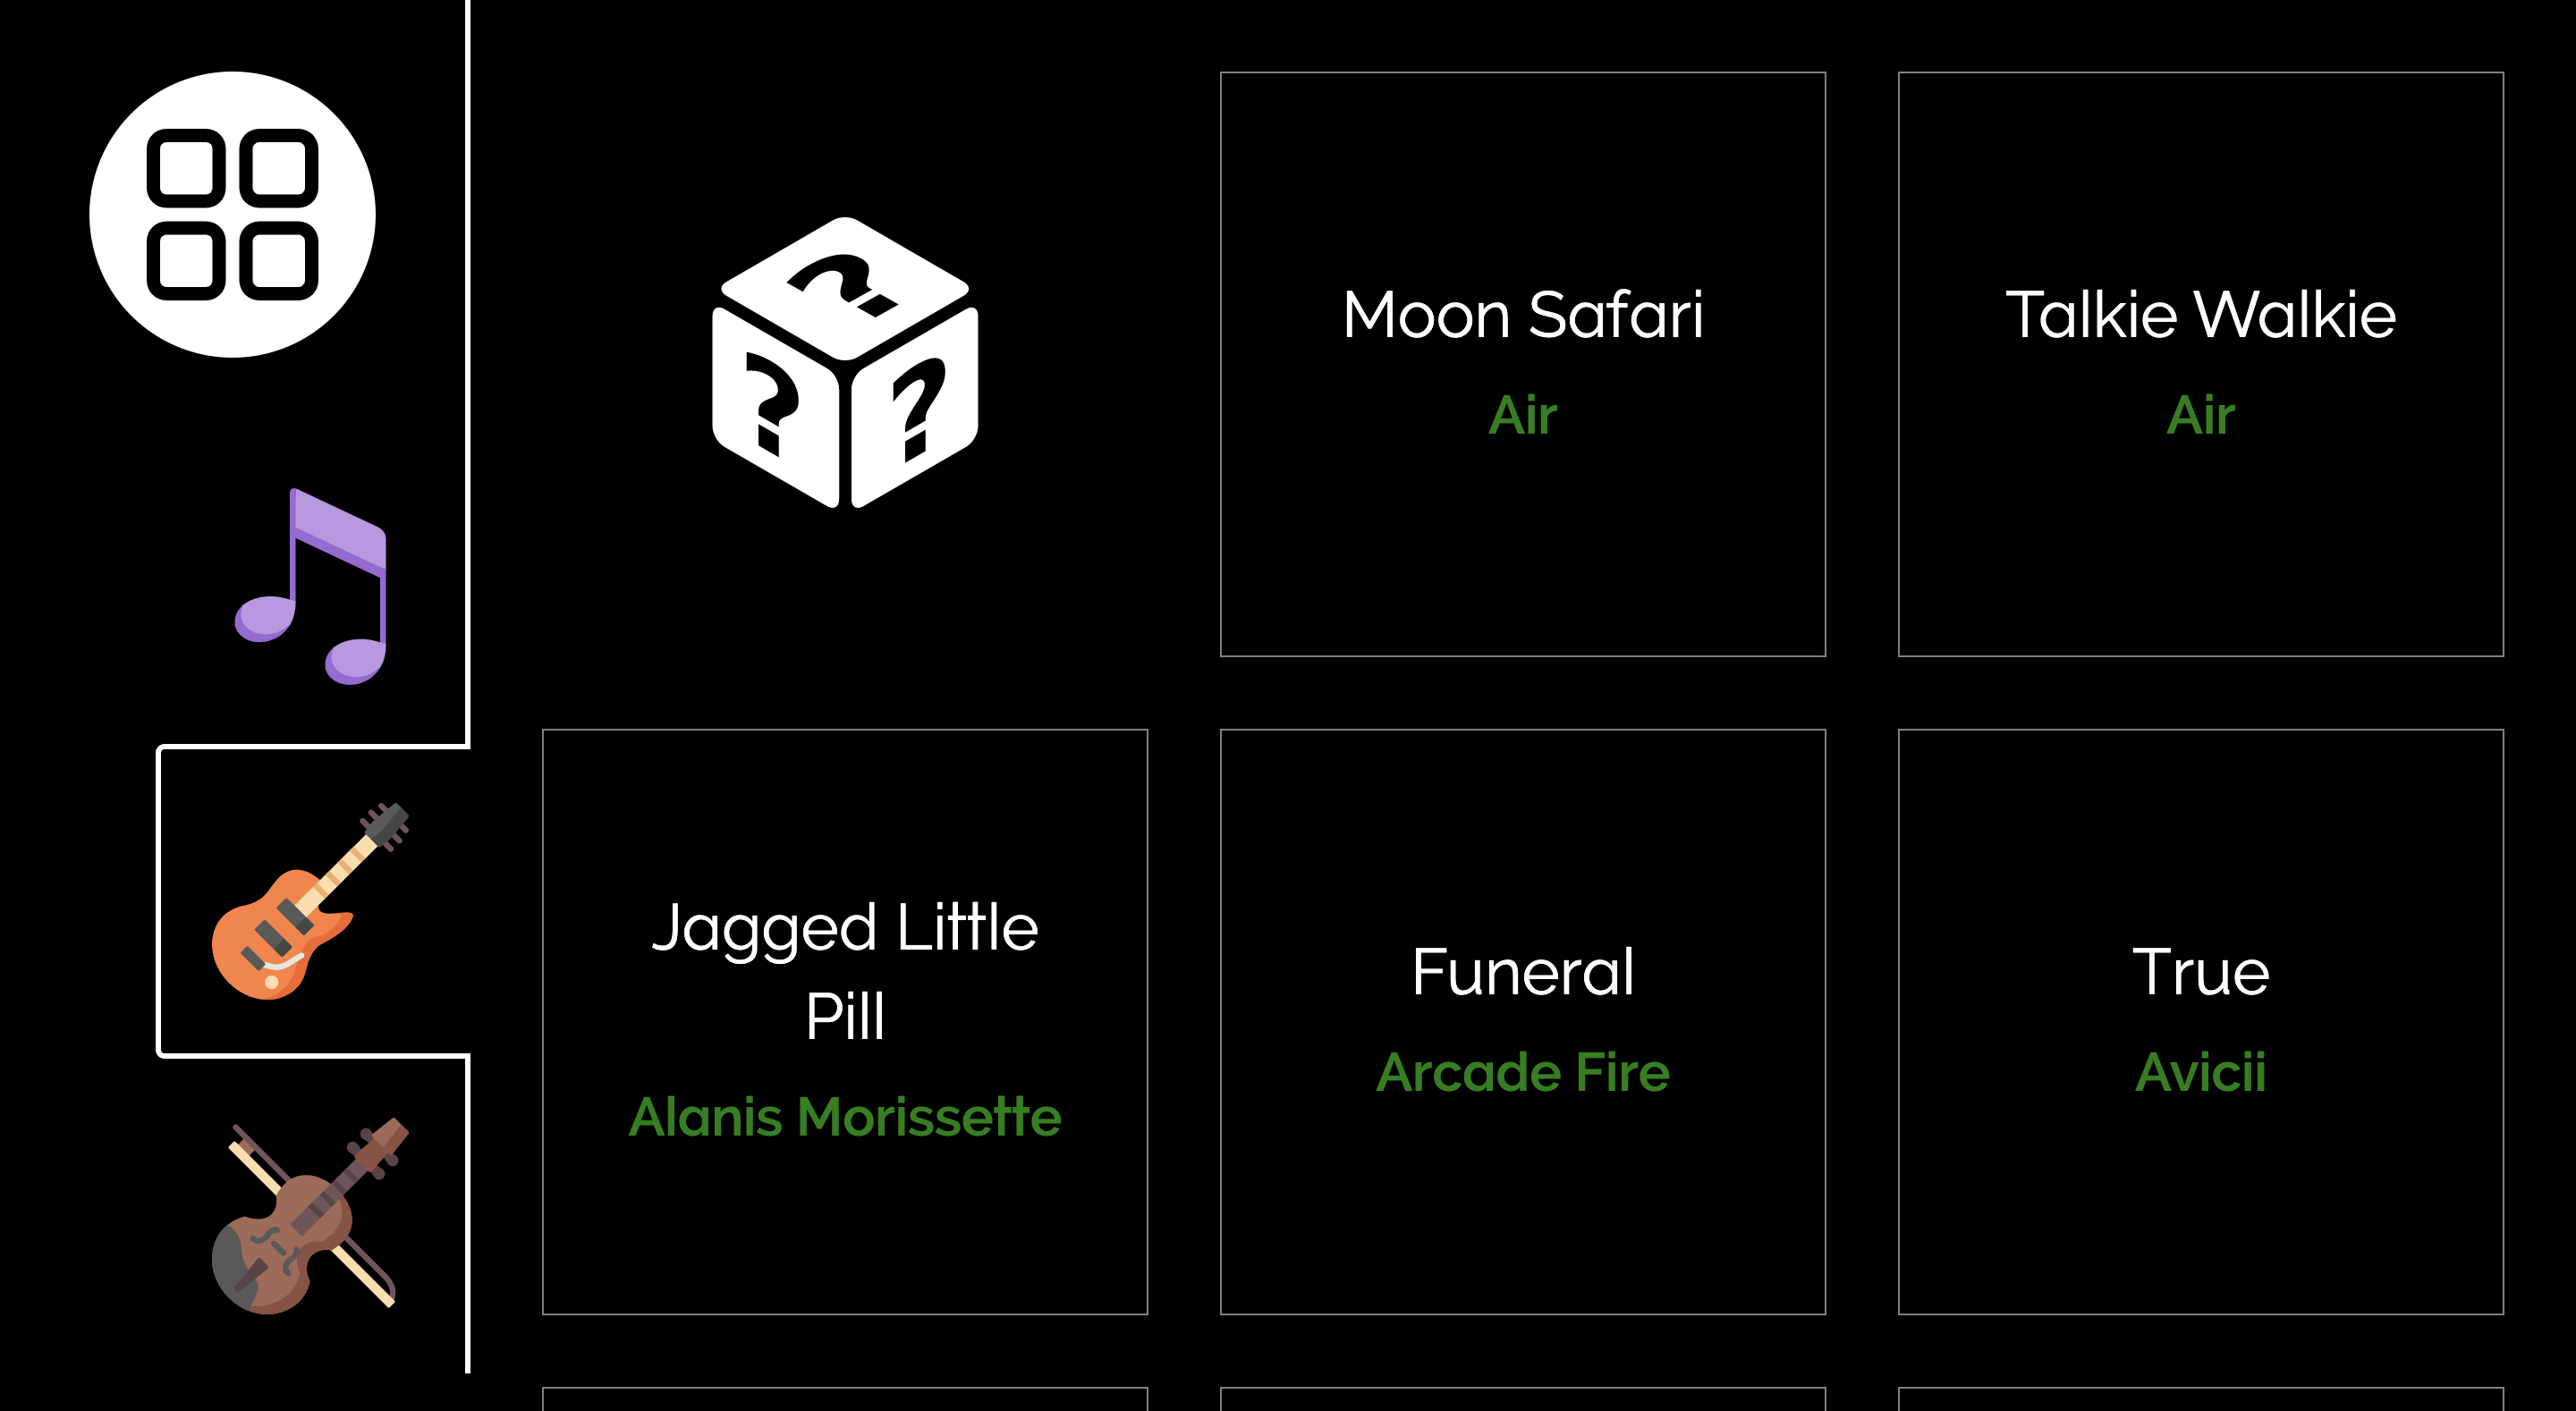 ?
? ?
Moon Safari
Air
Talkie Walkie
Air
Jagged Little
Pill
Alanis Morissette
Funeral
Arcade Fire
True
Avicii